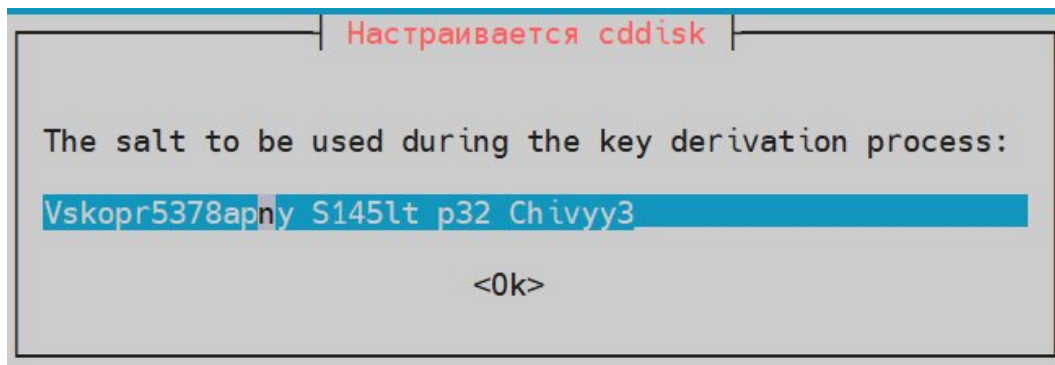 Настраивается cddisk
The salt to be used during the key derivation process:
Vskopr5378apny S145lt p32 Chivyy3
<Ok>